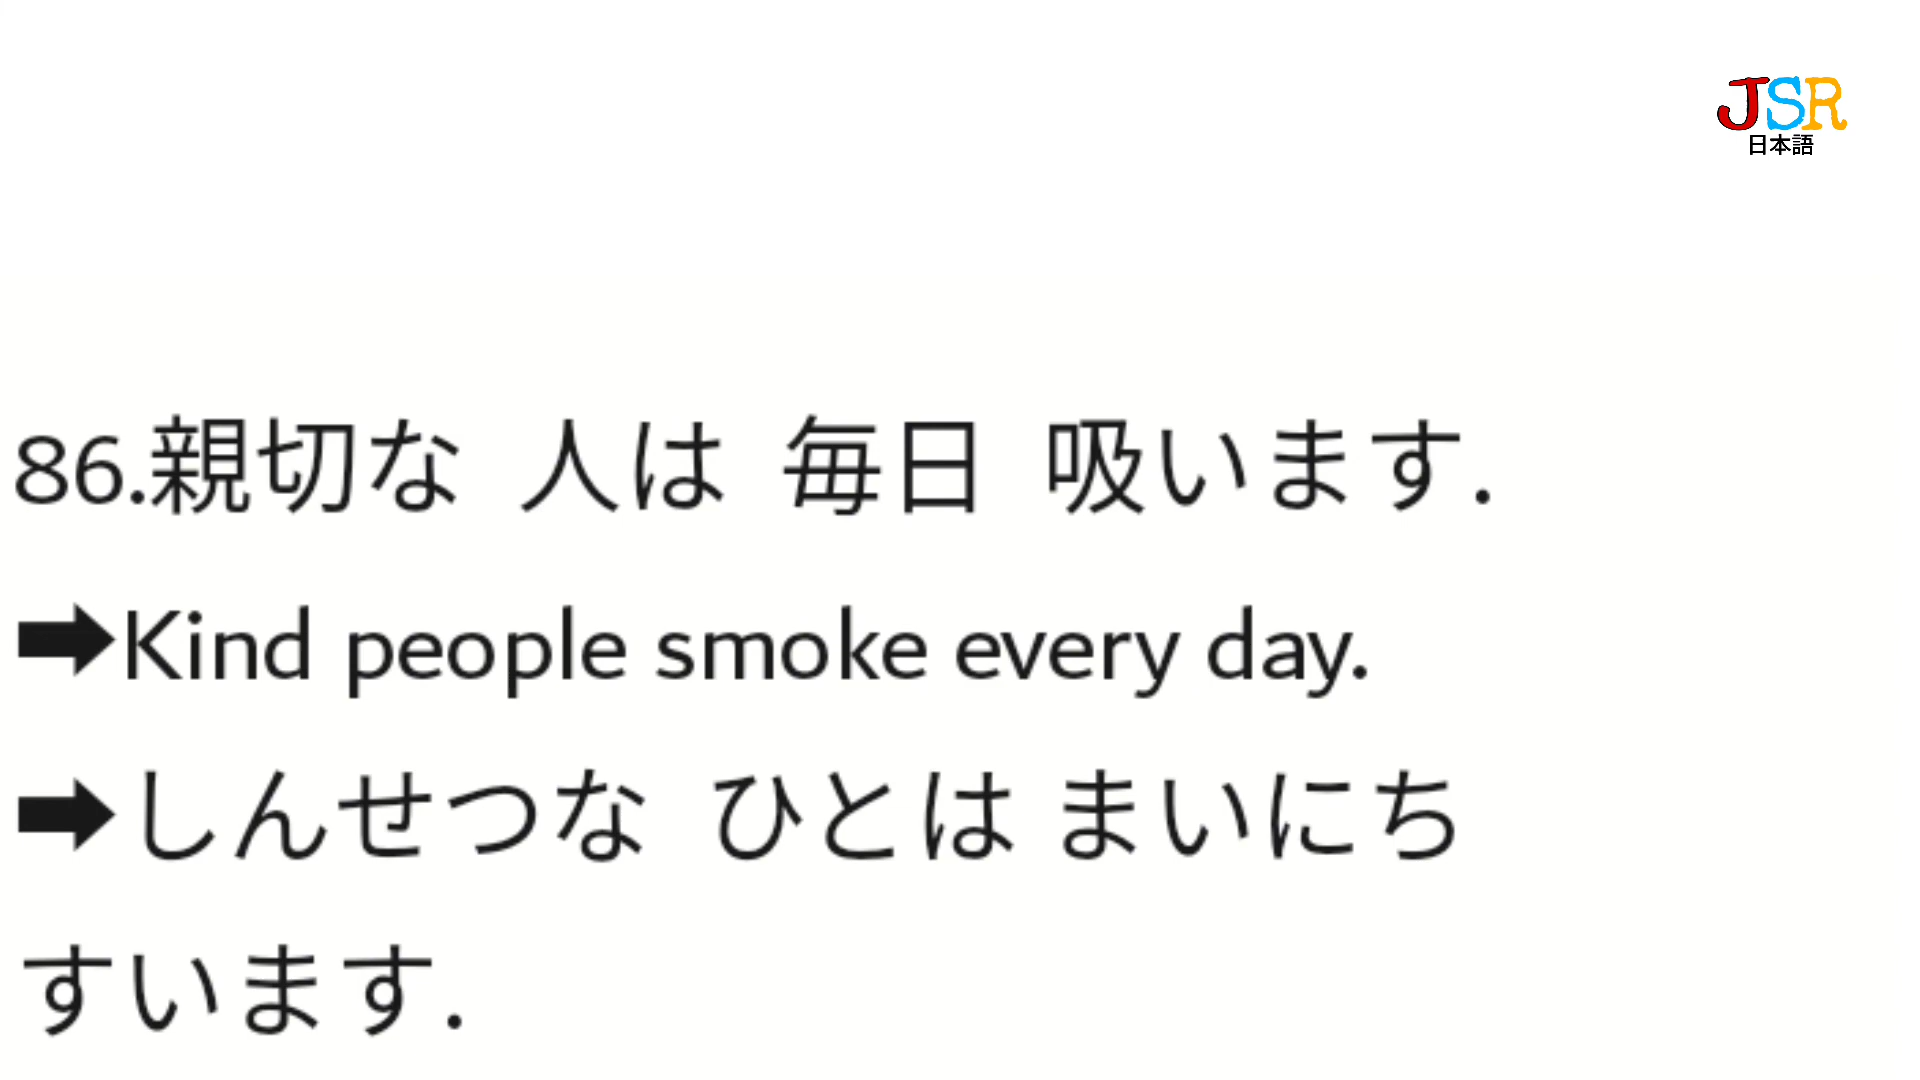 JSR
日本語
86.親切な 人は 毎日 吸います.
➡Kind people smoke every day.
➡しんせつな ひとは まいにち
すいます.